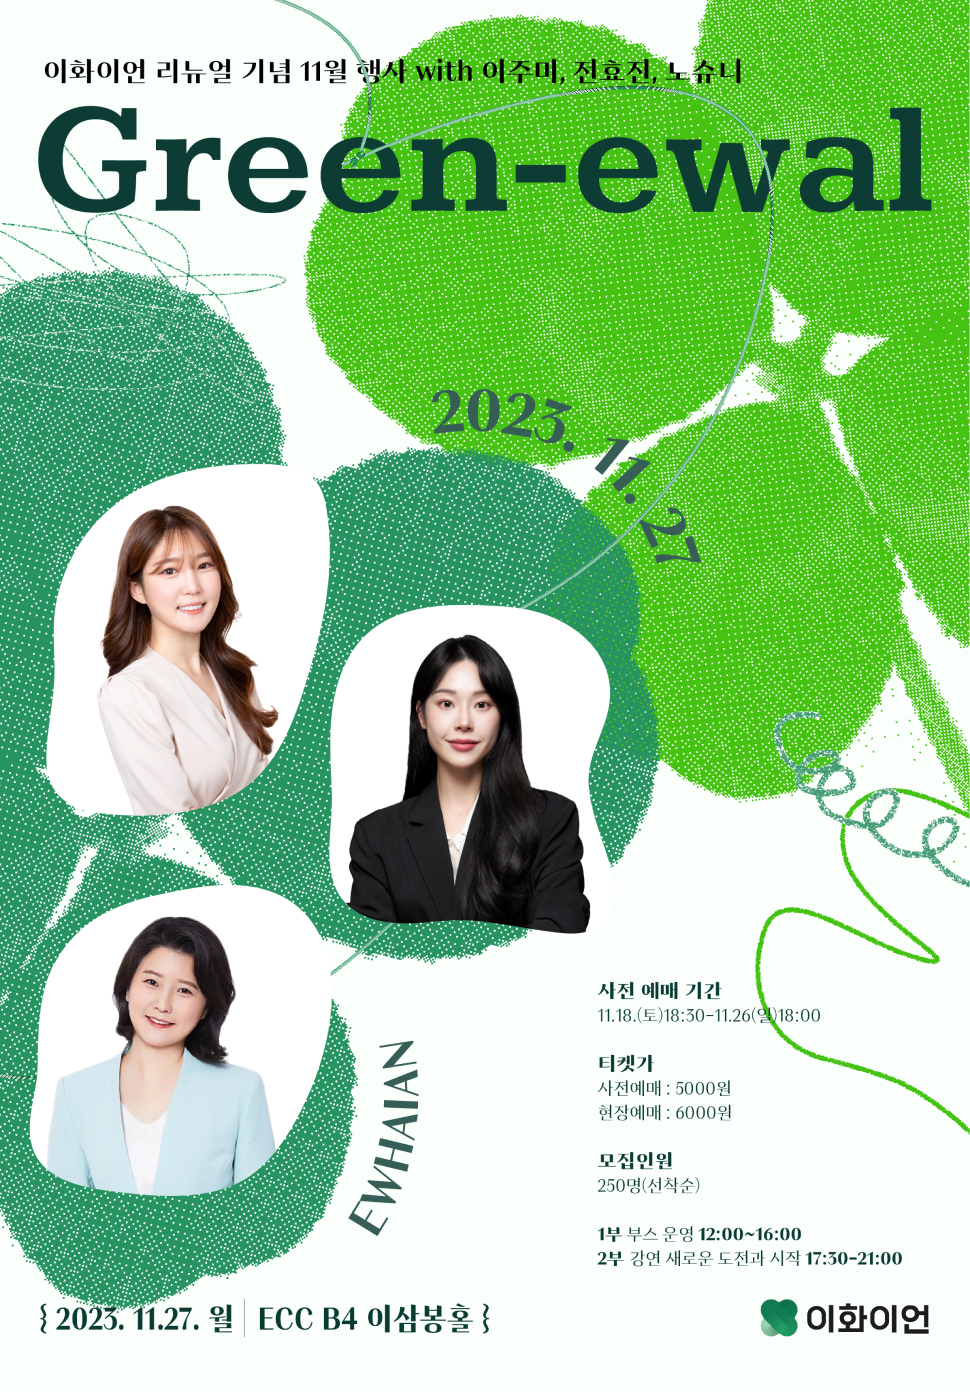 이화이언 리뉴얼 기념 11월 행사 with 이주미, 전효진, 노슈니
Green-ewal
2023. 11. 27
EWHAIAN
사전 예매 기간
11.18.(토)18:30-11.26(일)18:00
티켓가
사전예매 : 5000원
현장예매 : 6000원
모집인원
250명(선착순)
1부 부스 운영 12:00~16:00
2부 강연 새로운 도전과 시작 17:30-21:00
{ 2023. 11.27. 월 | ECC B4 이삼봉홀 }
이화이언